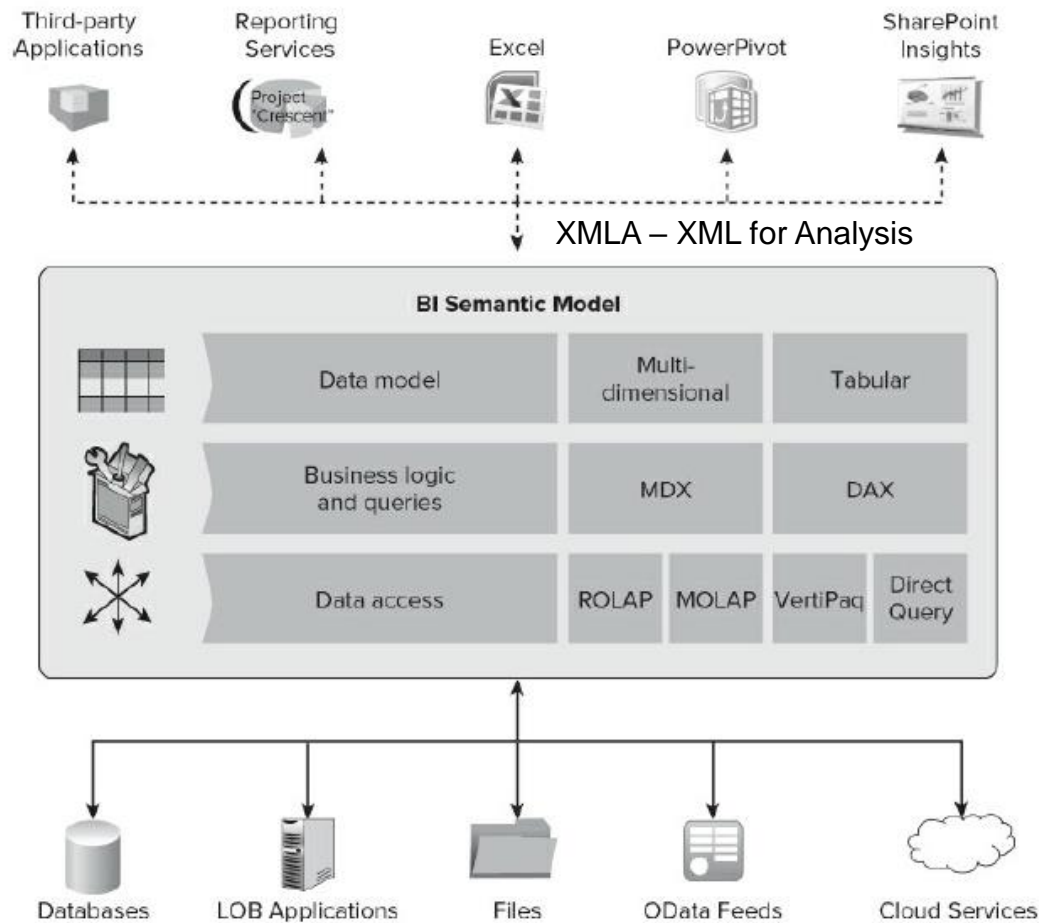 Third-party
Applications
Reporting
Services
Excel
PowerPivot
SharePoint
Insights
Project
"Crescent"
XMLA – XML for Analysis
BI Semantic Model
Data model
Multi-
dimensional
Tabular
Business logic
and queries
MDX
DAX
Data access
ROLAP
MOLAP
VertiPaq
Direct
Query
Databases
LOB Applications
Files
OData Feeds
Cloud Services